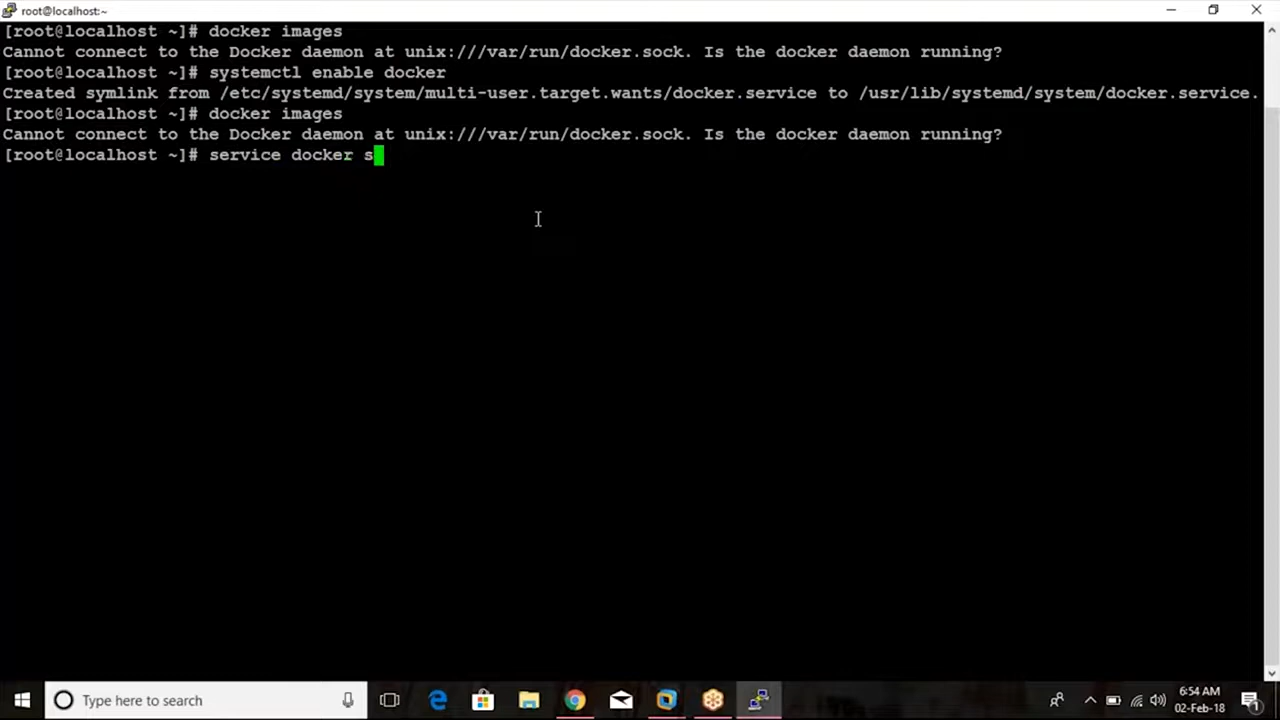 root@localhost:~
[root@localhost ~]# docker images
Cannot connect to the Docker daemon at unix:///var/run/docker.sock. Is the docker daemon running?
[root@localhost ~]# systemctl enable docker
Created symlink from /etc/systemd/system/multi-user.target.wants/docker.service to /usr/lib/systemd/system/docker.service.
[root@localhost ~]# docker images
Cannot connect to the Docker daemon at unix:///var/run/docker.sock. Is the docker daemon running?
[root@localhost ~]# service docker s
Type here to search
6:54 AM
02-Feb-18
1